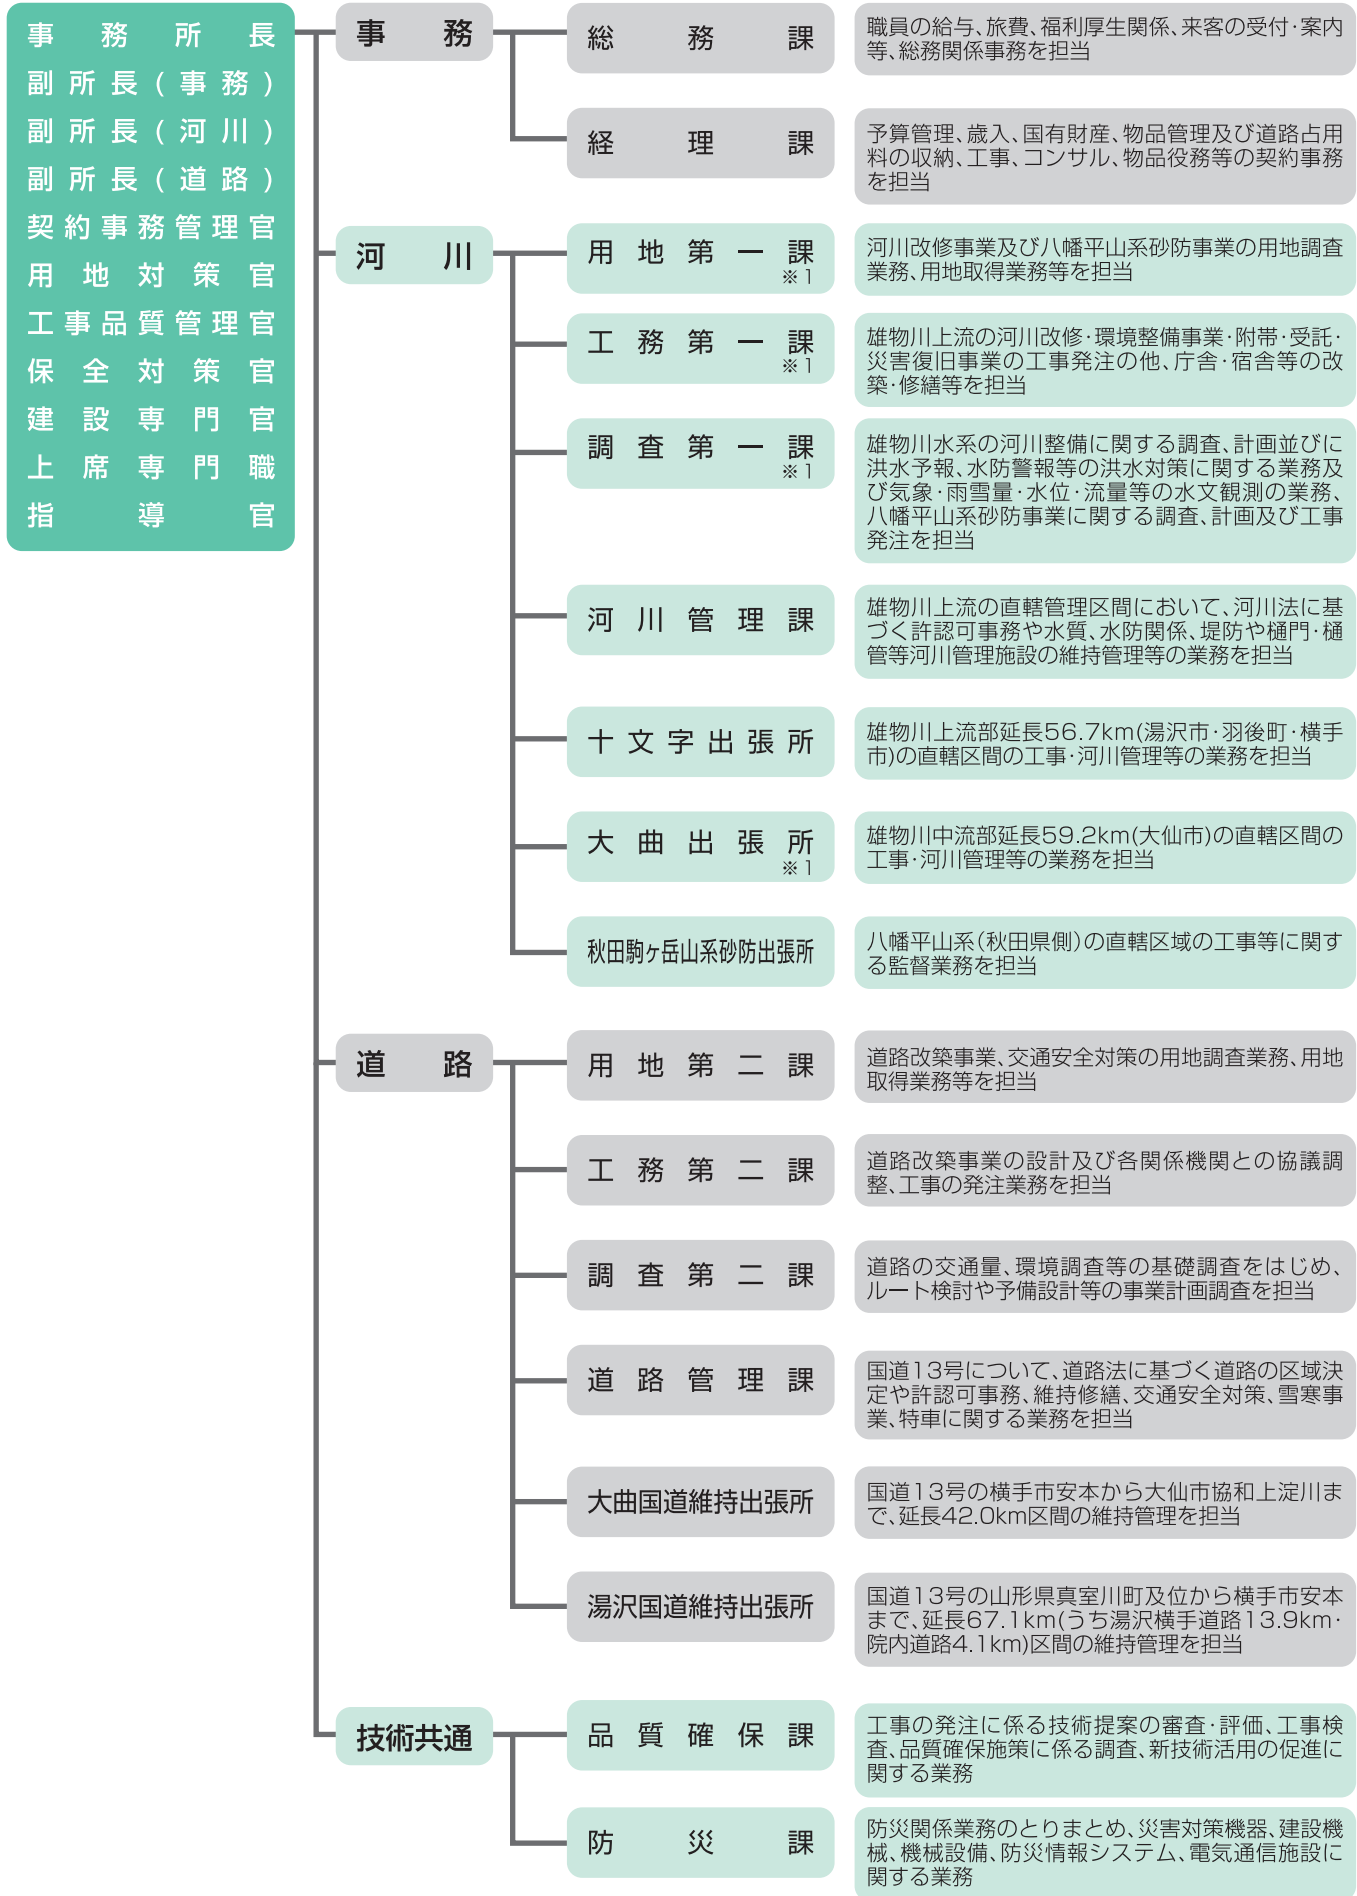 事務所長
副所長(事務)
副所長(河川)
副所長(道路)
契約事務管理官
用地対策官
工事品質管理官
保全対策官
建設専門官
上席専門職
指導官
事務
総務課
職員の給与、旅費、福利厚生関係、来客の受付・案内
等、総務関係事務を担当
経理課
予算管理、歳入、国有財産、物品管理及び道路占用
料の収納、工事、コンサル、物品役務等の契約事務
を担当
河川
用地第一課
※1
河川改修事業及び八幡平山系砂防事業の用地調査
業務、用地取得業務等を担当
工務第一課
※1
雄物川上流の河川改修・環境整備事業・附帯・受託・
災害復旧事業の工事発注の他、庁舎・宿舎等の改
築・修繕等を担当
調査第一課
※1
雄物川水系の河川整備に関する調査、計画並びに
洪水予報、水防警報等の洪水対策に関する業務及
び気象・雨雪量・水位・流量等の水文観測の業務、
八幡平山系砂防事業に関する調査、計画及び工事
発注を担当
河川管理課
雄物川上流の直轄管理区間において、河川法に基
づく許認可事務や水質、水防関係、堤防や樋門・樋
管等河川管理施設の維持管理等の業務を担当
十文字出張所
雄物川上流部延長56.7km(湯沢市・羽後町・横手
市)の直轄区間の工事・河川管理等の業務を担当
大曲出張所
※1
雄物川中流部延長59.2km(大仙市)の直轄区間の
工事・河川管理等の業務を担当
秋田駒ヶ岳山系砂防出張所
八幡平山系(秋田県側)の直轄区域の工事等に関す
る監督業務を担当
道路
用地第二課
道路改築事業、交通安全対策の用地調査業務、用地
取得業務等を担当
工務第二課
道路改築事業の設計及び各関係機関との協議調
整、工事の発注業務を担当
調査第二課
道路の交通量、環境調査等の基礎調査をはじめ、
ルート検討や予備設計等の事業計画調査を担当
道路管理課
国道13号について、道路法に基づく道路の区域決
定や許認可事務、維持修繕、交通安全対策、雪寒事
業、特車に関する業務を担当
大曲国道維持出張所
国道13号の横手市安本から大仙市協和上淀川ま
で、延長42.0km区間の維持管理を担当
湯沢国道維持出張所
国道13号の山形県真室川町及位から横手市安本
まで、延長67.1km(うち湯沢横手道路13.9km・
院内道路4.1km)区間の維持管理を担当
技術共通
品質確保課
工事の発注に係る技術提案の審査・評価、工事検
査、品質確保施策に係る調査、新技術活用の促進に
関する業務
防災課
防災関係業務のとりまとめ、災害対策機器、建設機
械、機械設備、防災情報システム、電気通信施設に
関する業務